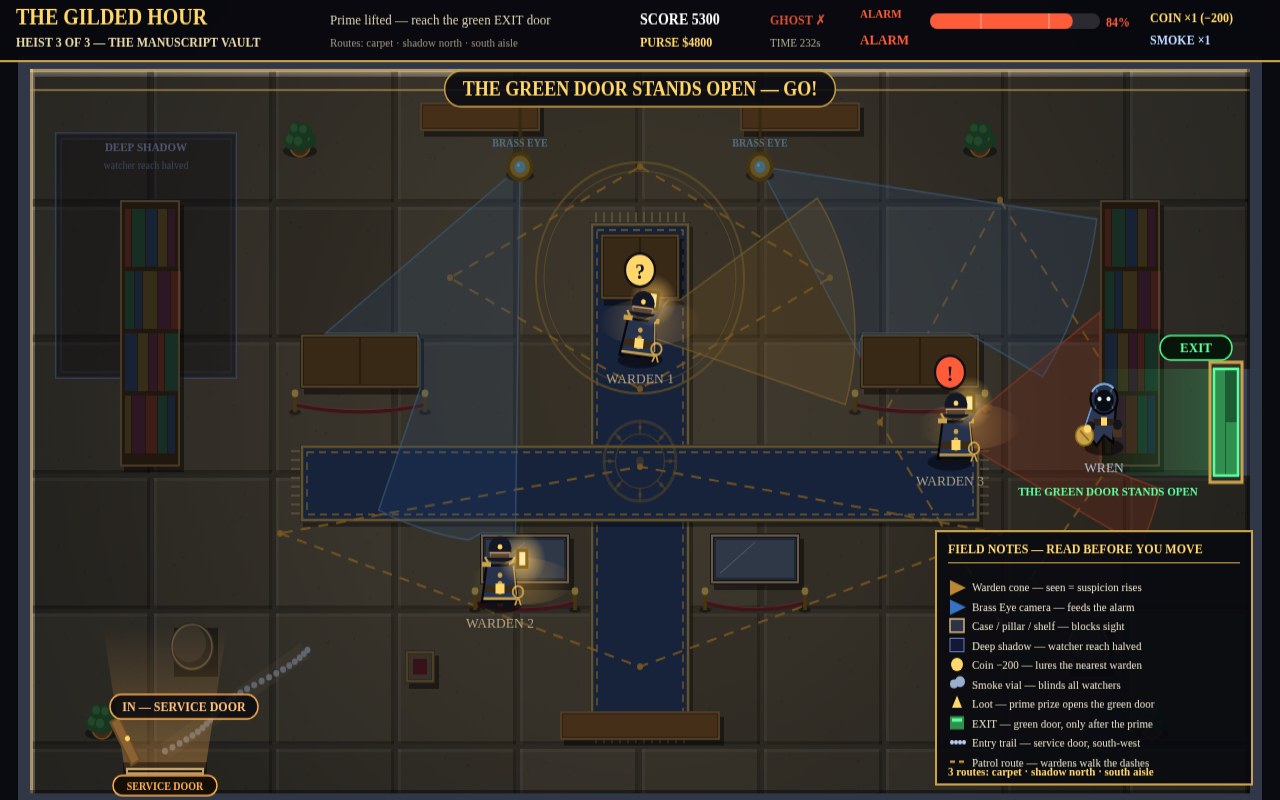 THE GILDED HOUR
HEIST 3 OF 3 — THE MANUSCRIPT VAULT
Prime lifted — reach the green EXIT door
Routes: carpet · shadow north · south aisle
SCORE 5300
PURSE $4800
GHOST ✗
TIME 232s
ALARM
ALARM
84%
COIN ×1 (−200)
SMOKE ×1
THE GREEN DOOR STANDS OPEN — GO!
DEEP SHADOW
watcher reach halved
BRASS EYE
BRASS EYE
?
WARDEN 1
!
WARDEN 3
EXIT
WREN
THE GREEN DOOR STANDS OPEN
WARDEN 2
IN — SERVICE DOOR
SERVICE DOOR
FIELD NOTES — READ BEFORE YOU MOVE
Warden cone — seen = suspicion rises
Brass Eye camera — feeds the alarm
Case / pillar / shelf — blocks sight
Deep shadow — watcher reach halved
Coin −200 — lures the nearest warden
Smoke vial — blinds all watchers
Loot — prime prize opens the green door
EXIT — green door, only after the prime
Entry trail — service door, south-west
Patrol route — wardens walk the dashes
3 routes: carpet · shadow north · south aisle